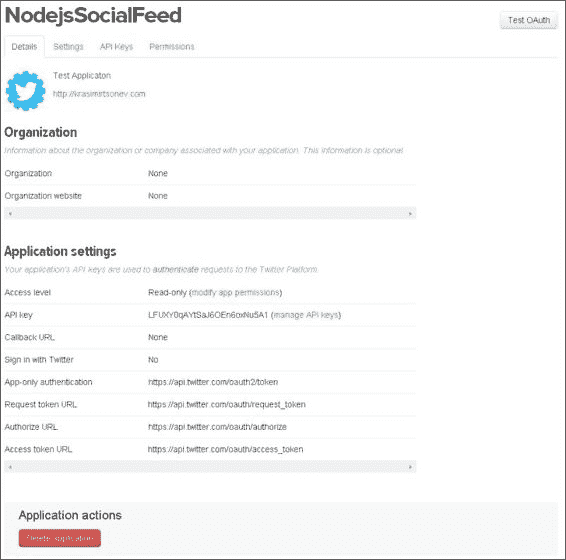 NodejsSocialFeed
Test OAuth
Details Settings API Keys Permissions
Test Applicaton
http://krasimirtsonev.com
Organization
Information about the organization or company associated with your application. This information is optional
Organization None
Organization website None
Application settings
Your application's API keys are used to authenticate requests to the Twitter Platform
Access level Read-only (modify app permissions)
API key LFUXY0qAYtSaJ6OEn6oxNu5A1 (manage API keys)
Callback URL None
Sign in with Twitter No
App-only authentication https://api.twitter.com/oauth2/token
Request token URL https://api.twitter.com/oauth/request_token
Authorize URL https://api.twitter.com/oauth/authorize
Access token URL https://api.twitter.com/oauth/access_token
Application actions
Delete application